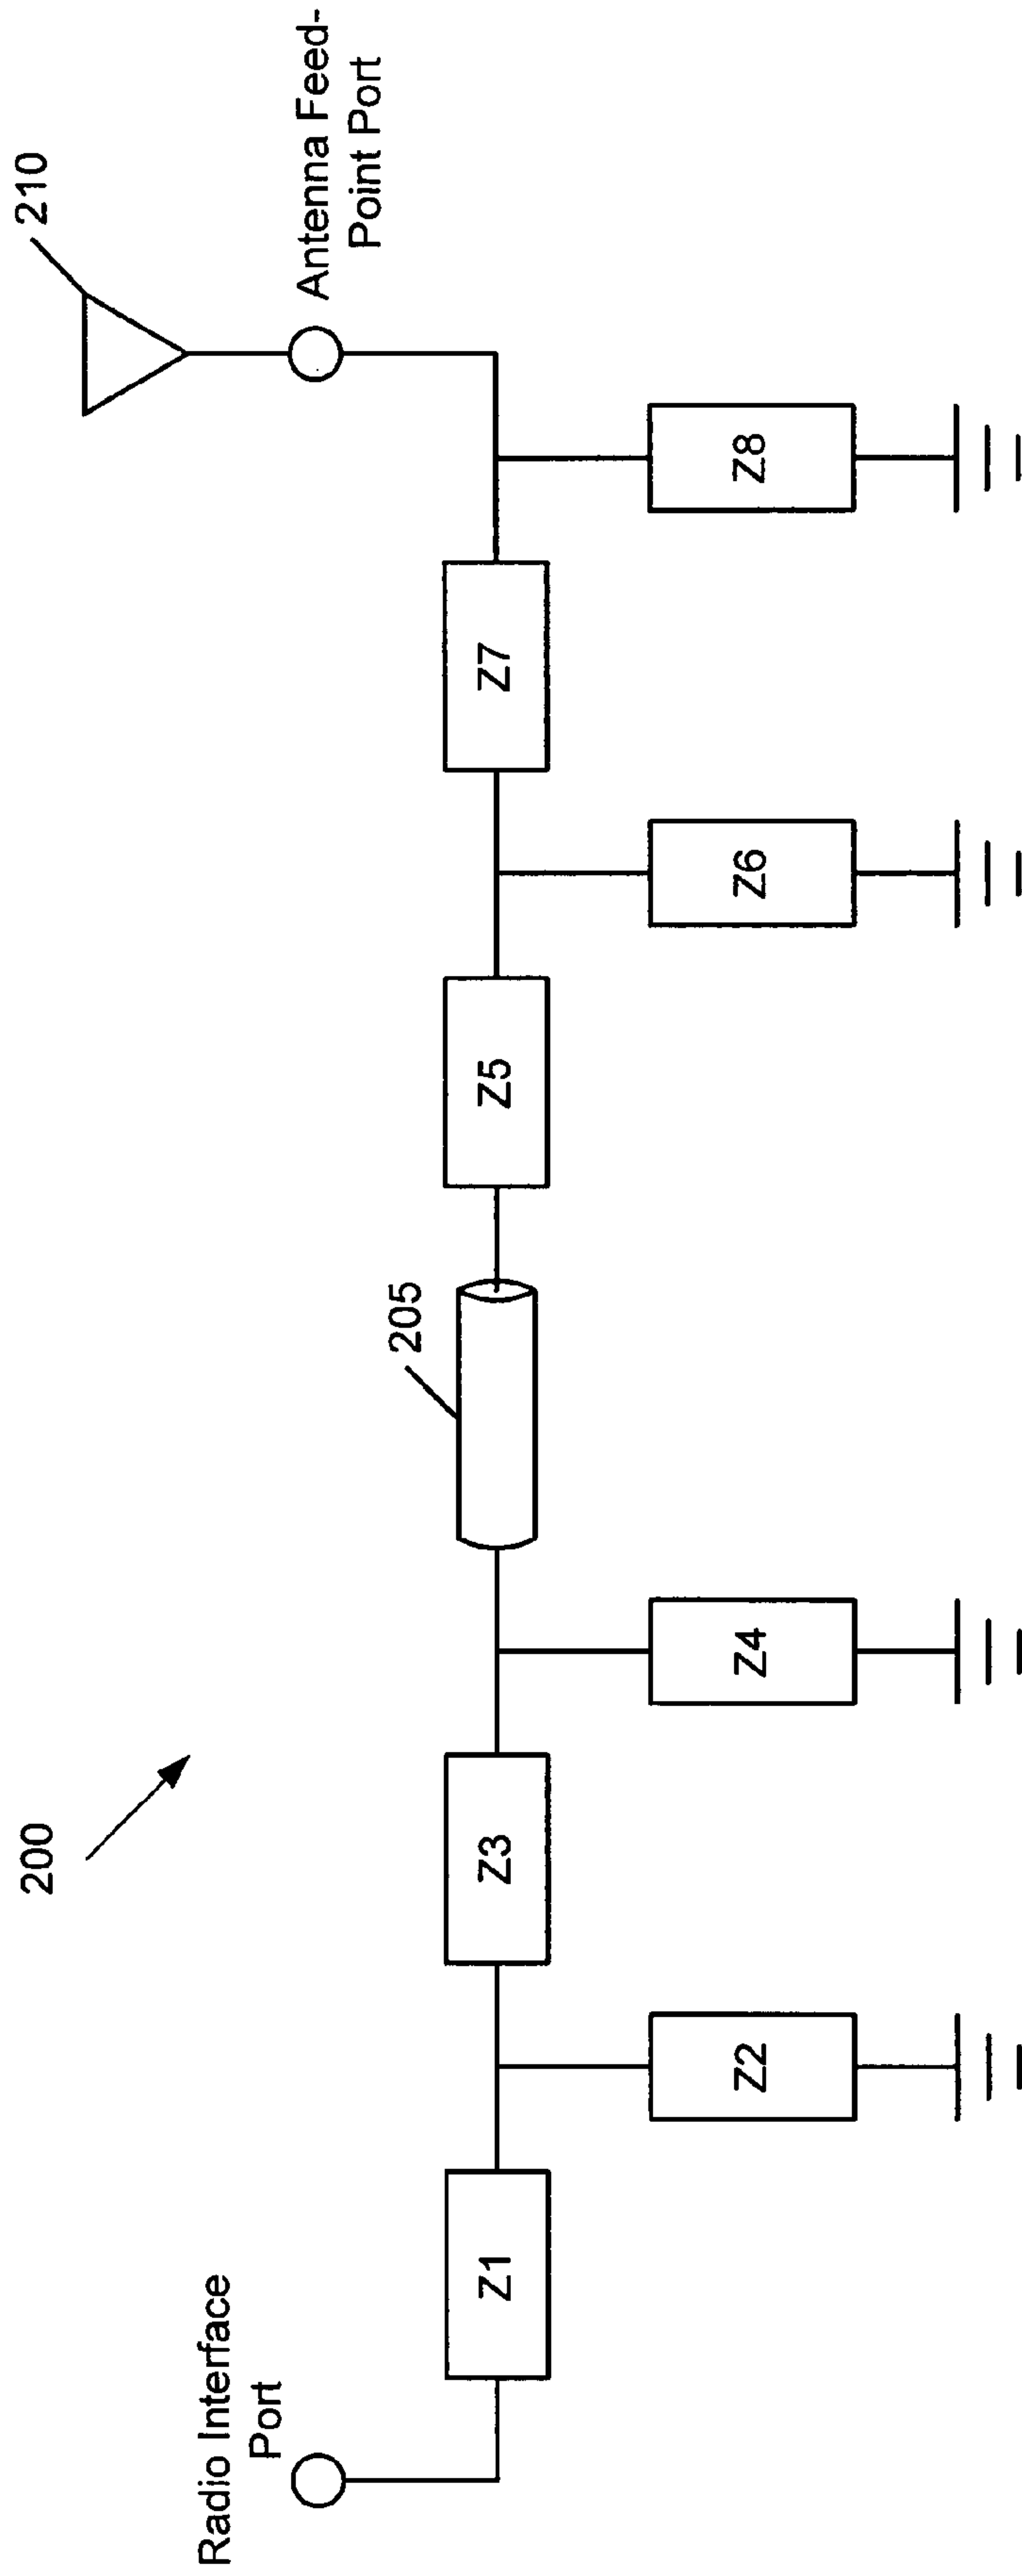 200
210
Radio Interface
Port
Antenna Feed-
Point Port
205
Z1
Z3
Z5
Z7
Z2
Z4
Z6
Z8